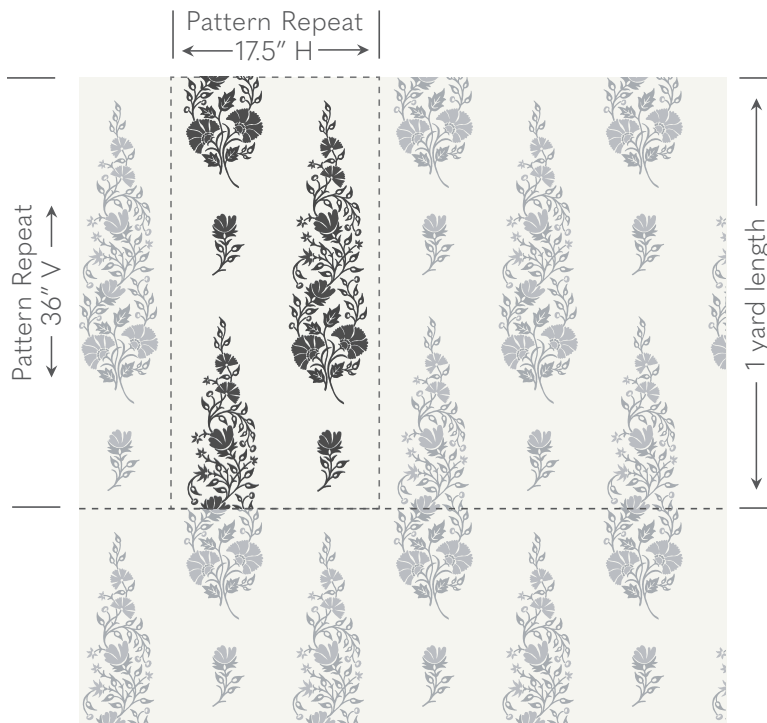 Pattern Repeat
17.5” H
Pattern Repeat
36” V
1 yard length